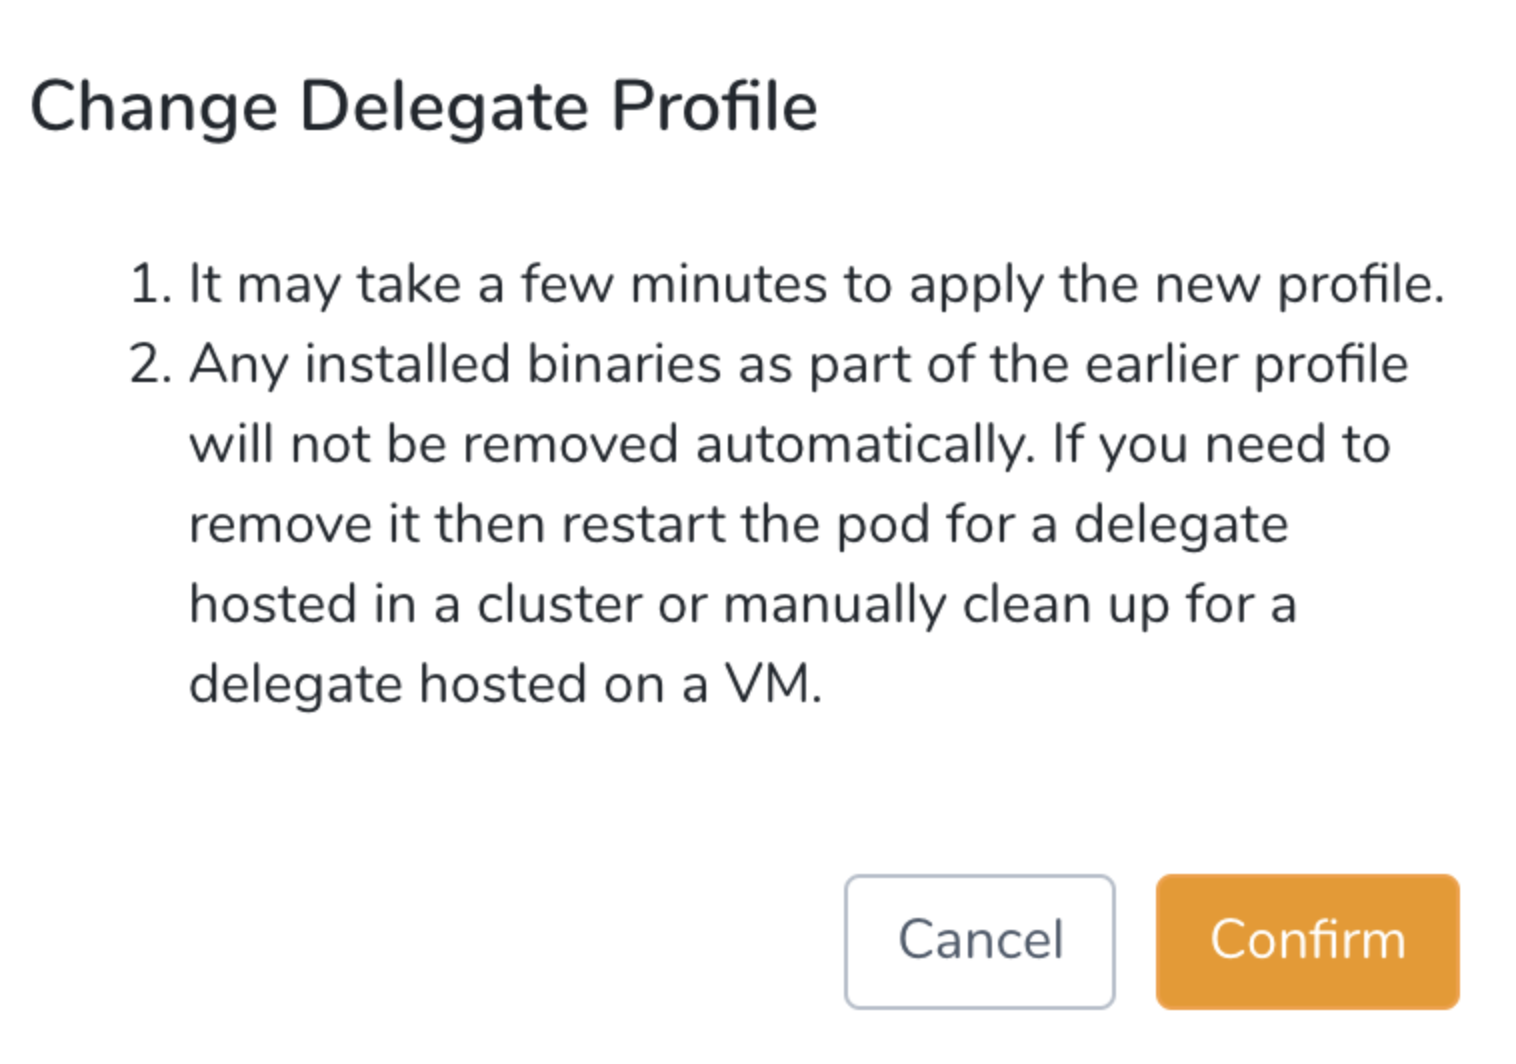 Change Delegate Profile
1. It may take a few minutes to apply the new profile.
2. Any installed binaries as part of the earlier profile
will not be removed automatically. If you need to
remove it then restart the pod for a delegate
hosted in a cluster or manually clean up for a
delegate hosted on a VM.
Cancel Confirm